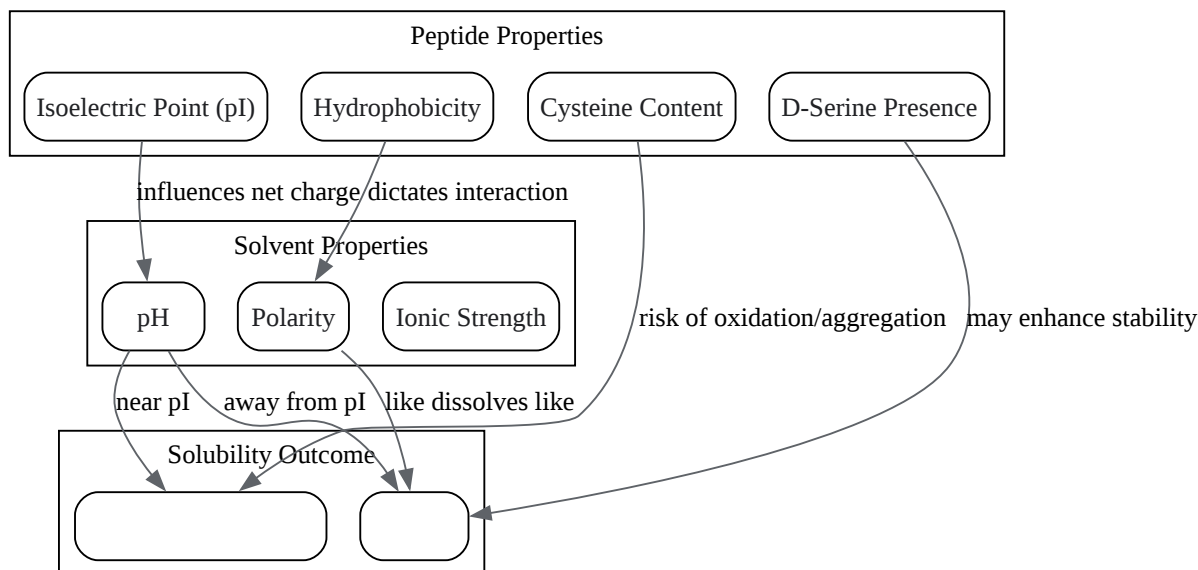 Peptide Properties
Isoelectric Point (pI)
Hydrophobicity
Cysteine Content
D-Serine Presence
influences net charge
dictates interaction
Solvent Properties
pH
Polarity
Ionic Strength
risk of oxidation/aggregation
may enhance stability
near pI
away from pI
like dissolves like
Solubility Outcome